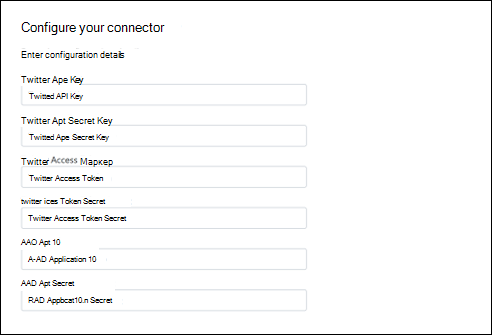 Configure your connector
Enter configuration details
Twitter Ape Key
Twitted API Key
Twitter Apt Secret Key
Twitted Ape Secret Key
Twitter Access Маркер
Twitter Access Token
twitter ices Token Secret
Twitter Access Token Secret
AAO Apt 10
A-AD Application 10
AAD Apt Secret
RAD Appbcat10.n Secret